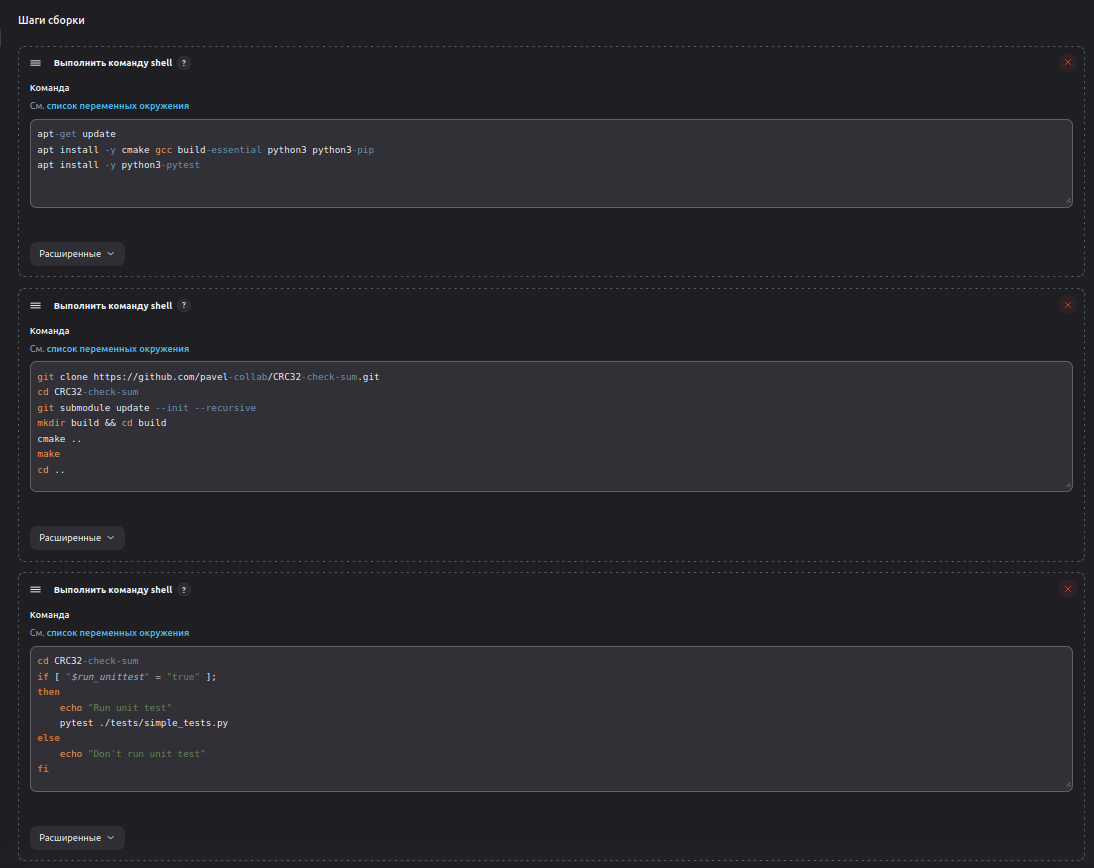 Шаги сборки
Выполнить команду shell ?
Команда
См. список переменных окружения
apt-get update
apt install -y cmake gcc build-essential python3 python3-pip
apt install -y python3-pytest
Расширенные
Выполнить команду shell ?
Команда
См. список переменных окружения
git clone https://github.com/pavel-collab/CRC32-check-sum.git
cd CRC32-check-sum
git submodule update --init --recursive
mkdir build && cd build
cmake ..
make
cd ..
Расширенные
Выполнить команду shell ?
Команда
См. список переменных окружения
cd CRC32-check-sum
if [ "$run_unittest" = "true" ];
then
    echo "Run unit test"
    pytest ./tests/simple_tests.py
else
    echo "Don't run unit test"
fi
Расширенные